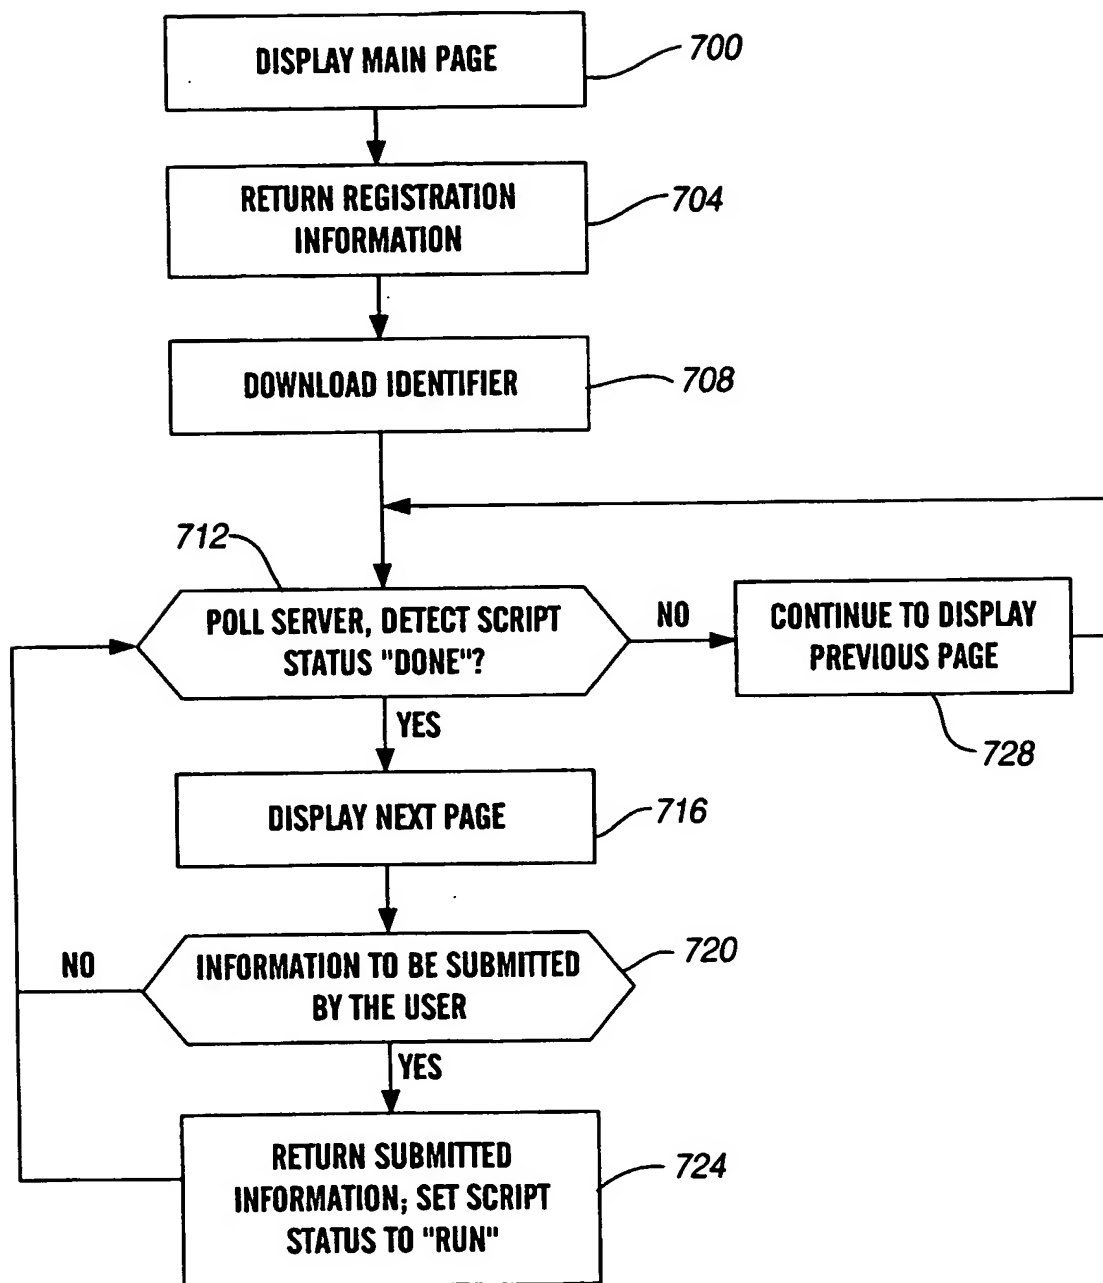 DISPLAY MAIN PAGE
700
RETURN REGISTRATION
INFORMATION
704
DOWNLOAD IDENTIFIER
708
712
POLL SERVER, DETECT SCRIPT
STATUS "DONE"?
NO
CONTINUE TO DISPLAY
PREVIOUS PAGE
728
YES
DISPLAY NEXT PAGE
716
NO
INFORMATION TO BE SUBMITTED
BY THE USER
720
YES
RETURN SUBMITTED
INFORMATION; SET SCRIPT
STATUS TO "RUN"
724